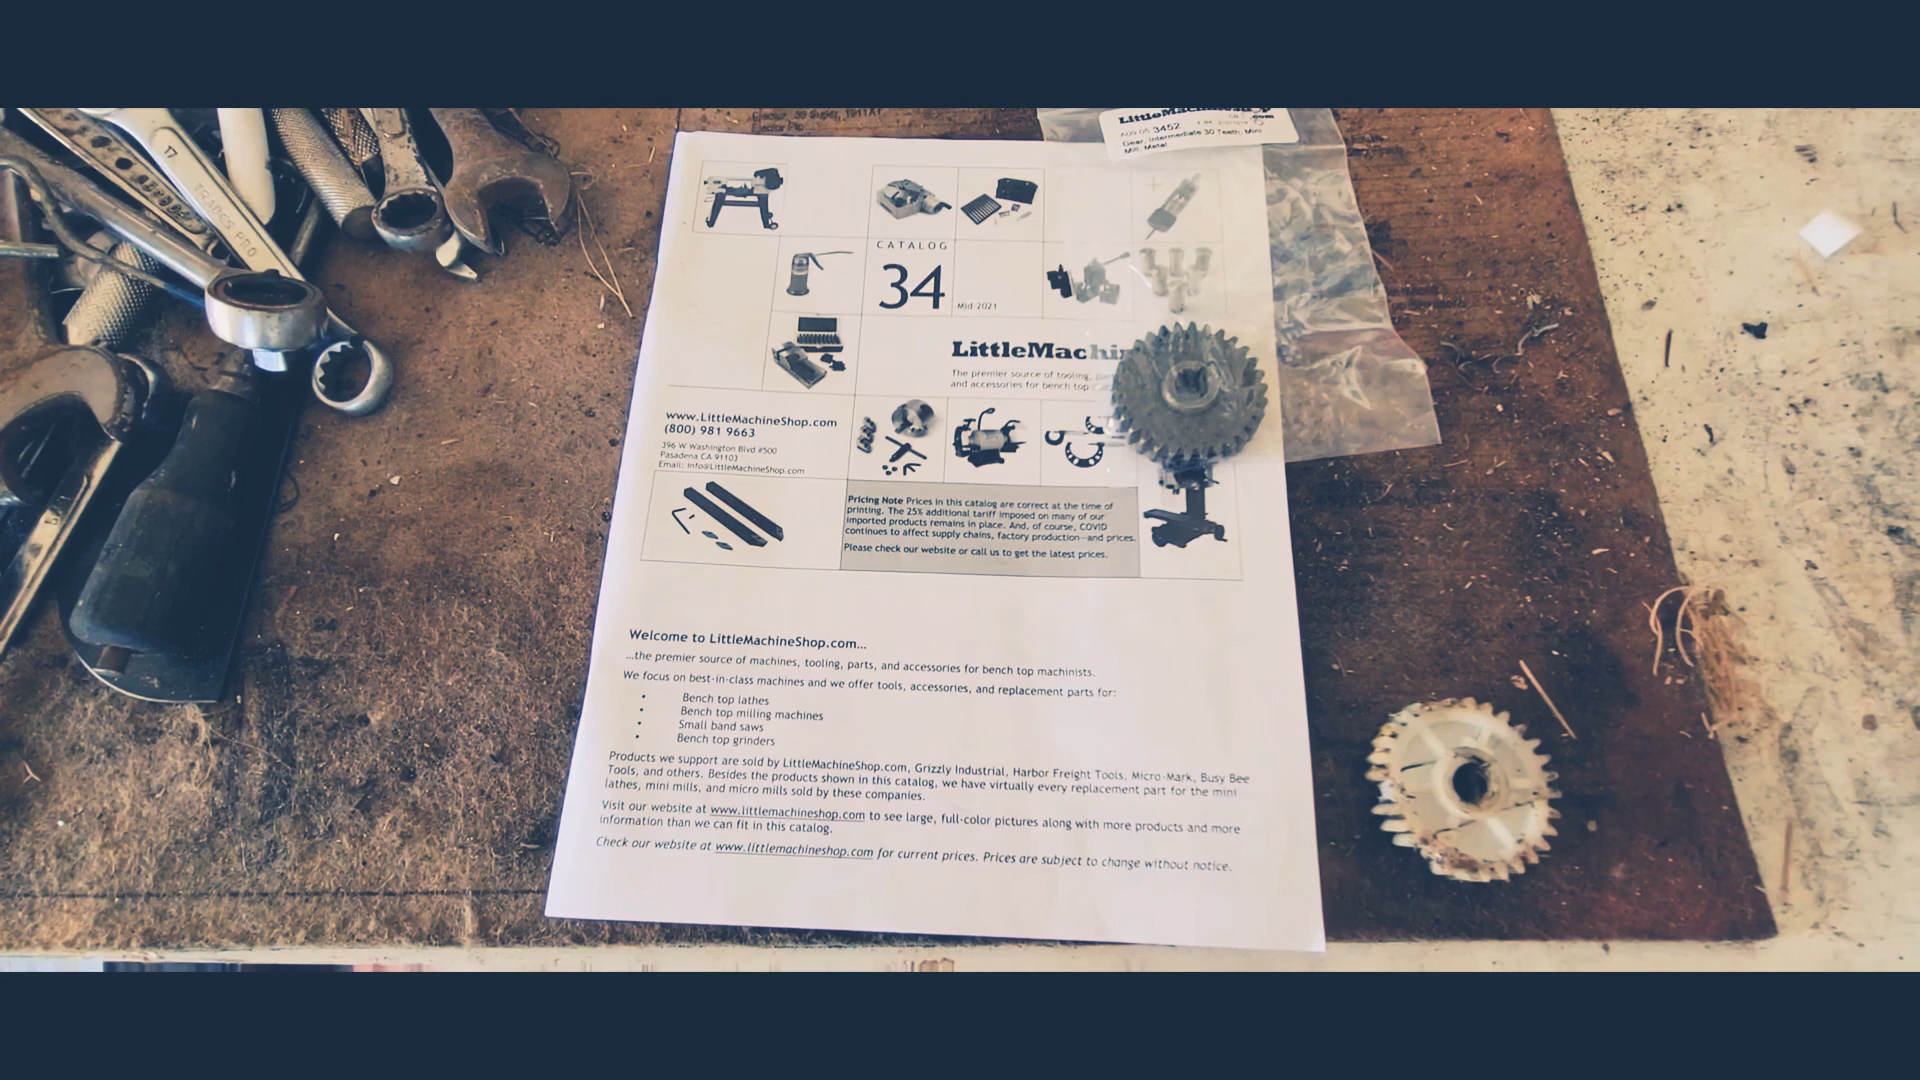 Ejector, .38 Super, 1911A1
Ejector Pin
3452
Gear, Intermediate 30 Teeth, Mini
Mill, Metal
17
TRADES PRO
CATALOG
34
Mid-2021
LittleMachi
The premier source of tooling,
and accessories for bench top
www.LittleMachineShop.com
(800) 981 9663
396 W Washington Blvd #500
Pasadena CA 91103
Email: info@LittleMachineShop.com
Pricing Note Prices in this catalog are correct at the time of
printing. The 25% additional tariff imposed on many of our
imported products remains in place. And, of course, COVID
continues to affect supply chains, factory production—and prices.
Please check our website or call us to get the latest prices.
Welcome to LittleMachineShop.com...
...the premier source of machines, tooling, parts, and accessories for bench top machinists.
We focus on best-in-class machines and we offer tools, accessories, and replacement parts for:
• Bench top lathes
• Bench top milling machines
• Small band saws
• Bench top grinders
Products we support are sold by LittleMachineShop.com, Grizzly Industrial, Harbor Freight Tools, Micro-Mark, Busy Bee
Tools, and others. Besides the products shown in this catalog, we have virtually every replacement part for the mini
lathes, mini mills, and micro mills sold by these companies.
Visit our website at www.littlemachineshop.com to see large, full-color pictures along with more products and more
information than we can fit in this catalog.
Check our website at www.littlemachineshop.com for current prices. Prices are subject to change without notice.